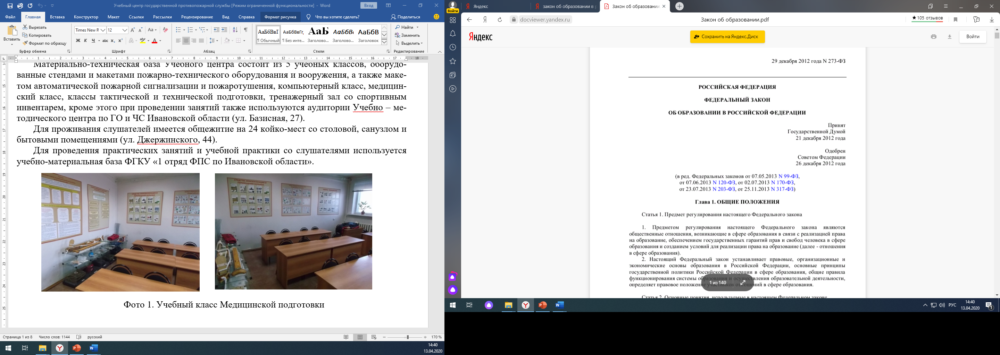 Учебный центр государственной противопожарной службы [Режим ограниченной функциональности] - Word
Вход
Файл Главная Вставка Конструктор Макет Ссылки Рассылки Рецензирование Вид Справка Формат рисунка Что вы хотите сделать? Поделиться
Вставить
Вырезать
Копировать
Формат по образцу
Times New R 12
Обычный
Без инте...
Заголово...
Заголово...
Заголовок
Найти
Заменить
Выделить
Буфер обмена Шрифт Абзац Стили Редактирование
Материально-техническая база Учебного центра состоит из 5 учебных классов, оборудо-
ванные стендами и макетами пожарно-технического оборудования и вооружения, а также маке-
том автоматической пожарной сигнализации и пожаротушения, компьютерный класс, медицин-
ский класс, классы тактической и технической подготовки, тренажерный зал со спортивным
инвентарем, кроме этого при проведении занятий также используются аудитории Учебно – ме-
тодического центра по ГО и ЧС Ивановской области (ул. Базисная, 27).
Для проживания слушателей имеется общежитие на 24 койко-мест со столовой, санузлом и
бытовыми помещениями (ул. Джержинского, 44).
Для проведения практических занятий и учебной практики со слушателями используется
учебно-материальная база ФГКУ «1 отряд ФПС по Ивановской области».
Фото 1. Учебный класс Медицинской подготовки
Страница 1 из 8 Число слов: 1144 русский 170 %
14:40
13.04.2020
Войти
Яндекс
закон об образовании в р
Закон об образовании
docviewer.yandex.ru
Закон об образовании.pdf
★105 отзывов
Яндекс
Сохранить на Яндекс.Диск
Войти
29 декабря 2012 года N 273-ФЗ
РОССИЙСКАЯ ФЕДЕРАЦИЯ
ФЕДЕРАЛЬНЫЙ ЗАКОН
ОБ ОБРАЗОВАНИИ В РОССИЙСКОЙ ФЕДЕРАЦИИ
Принят
Государственной Думой
21 декабря 2012 года
Одобрен
Советом Федерации
26 декабря 2012 года
(в ред. Федеральных законов от 07.05.2013 N 99-ФЗ,
от 07.06.2013 N 120-ФЗ, от 02.07.2013 N 170-ФЗ,
от 23.07.2013 N 203-ФЗ, от 25.11.2013 N 317-ФЗ)
Глава 1. ОБЩИЕ ПОЛОЖЕНИЯ
Статья 1. Предмет регулирования настоящего Федерального закона
1. Предметом регулирования настоящего Федерального закона являются
общественные отношения, возникающие в сфере образования в связи с реализацией права
на образование, обеспечением государственных гарантий прав и свобод человека в сфере
образования и созданием условий для реализации права на образование (далее - отношения
в сфере образования).
2. Настоящий Федеральный закон устанавливает правовые, организационные и
экономические основы образования в Российской Федерации, основные принципы
государственной политики Российской Федерации в сфере образования, общие правила
функционирования системы образования и осуществления образовательной деятельности,
определяет правовое положение участников отношений в сфере образования.
1 из 140
Статья 2. Основные понятия, используемые в настоящем Федеральном законе
РУС
14:40
13.04.2020
1